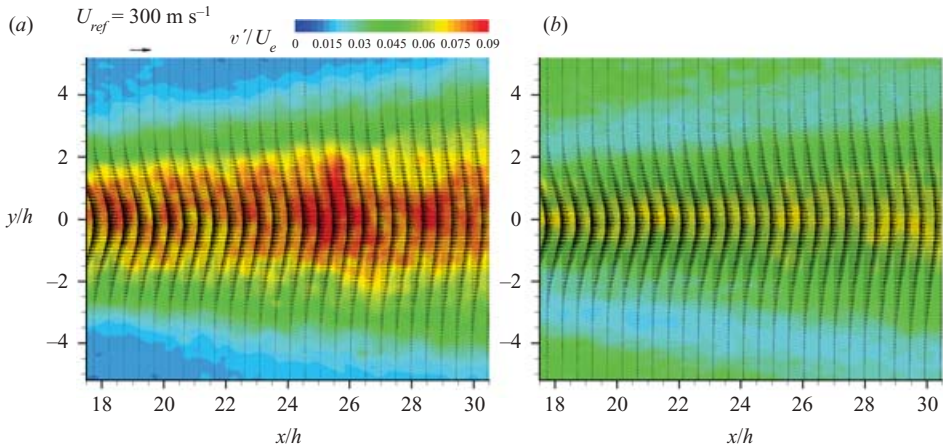 (a) U_ref = 300 m s⁻¹
v′/U_e
0 0.015 0.03 0.045 0.06 0.075 0.09
(b)
4
2
y/h 0
–2
–4
18 20 22 24 26 28 30
18 20 22 24 26 28 30
x/h
x/h